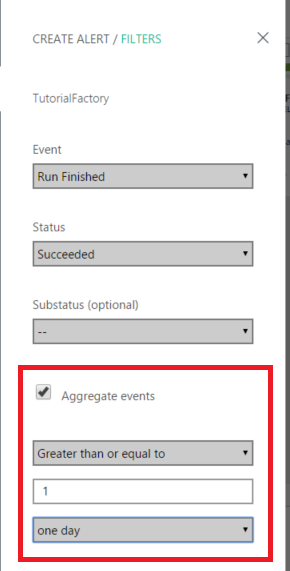 CREATE ALERT / FILTERS
TutorialFactory
Event
Run Finished
Status
Succeeded
Substatus (optional)
--
Aggregate events
Greater than or equal to
1
one day